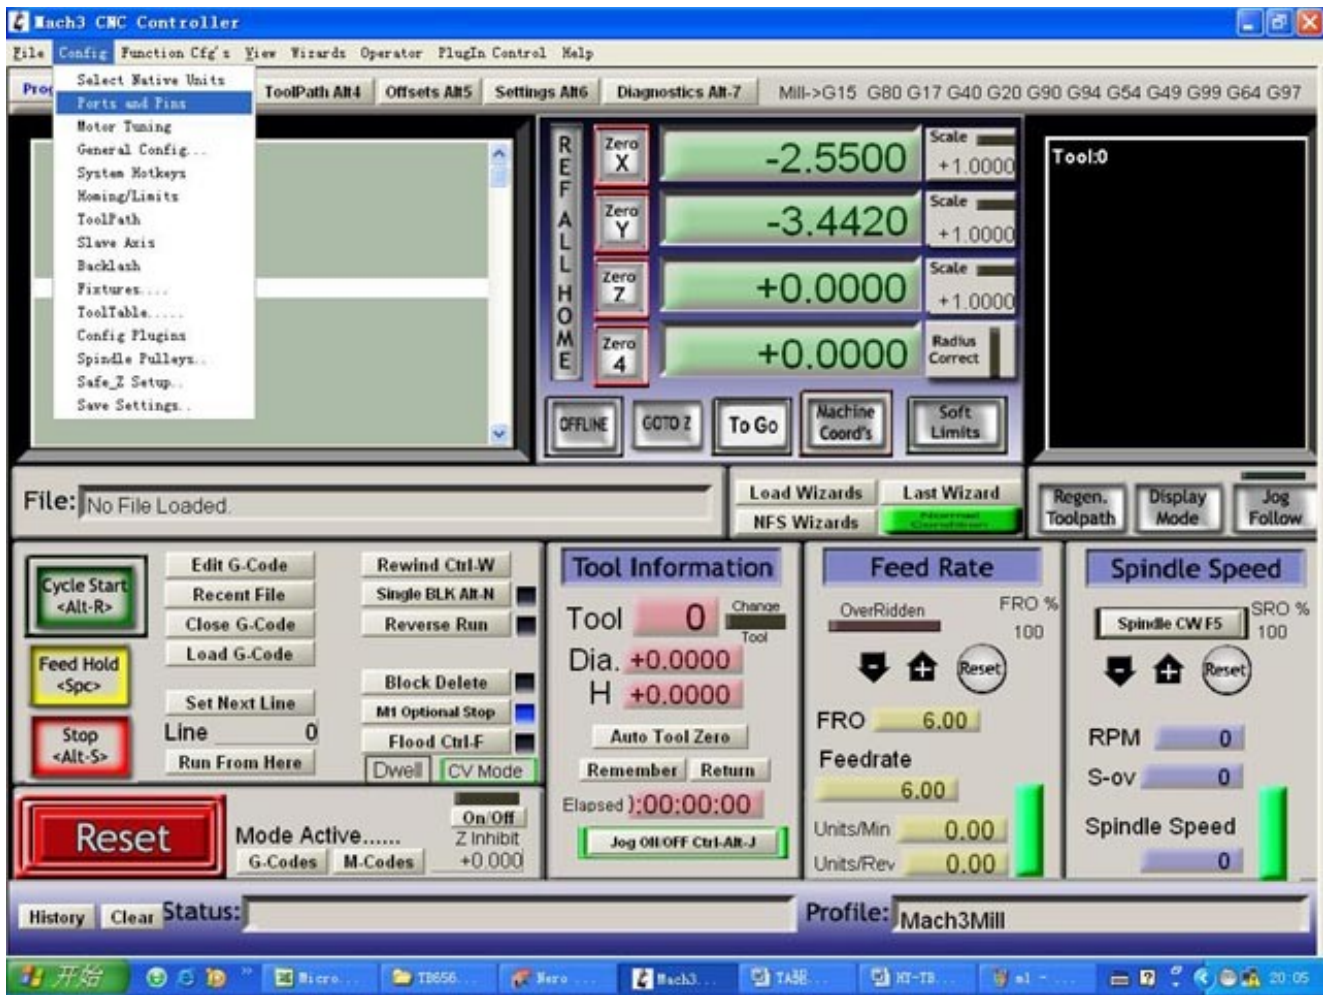 Mach3 CNC Controller
File Config Function Cfg's View Wizards Operator PlugIn Control Help
ToolPath Alt4 Offsets Alt5 Settings Alt6 Diagnostics Alt-7 Mill->G15 G80 G17 G40 G20 G90 G94 G54 G49 G99 G64 G97
Select Native Units
Ports and Pins
Motor Tuning
General Config...
System Hotkeys
Homing/Limits
ToolPath
Slave Axis
Backlash
Fixtures....
ToolTable.....
Config Plugins
Spindle Pulleys..
Safe_Z Setup..
Save Settings..
REF ALL HOME
Zero X -2.5500 Scale +1.0000
Zero Y -3.4420 Scale +1.0000
Zero Z +0.0000 Scale +1.0000
Zero 4 +0.0000 Radius Correct
OFFLINE GOTO Z To Go Machine Coord's Soft Limits
Tool:0
File: No File Loaded.
Load Wizards Last Wizard
NFS Wizards Normal Condition
Regen. Toolpath Display Mode Jog Follow
Cycle Start <Alt-R>
Feed Hold <Spc>
Stop <Alt-S>
Edit G-Code
Recent File
Close G-Code
Load G-Code
Set Next Line
Line 0
Run From Here
Rewind Ctrl-W
Single BLK Alt-N
Reverse Run
Block Delete
M1 Optional Stop
Flood Ctrl-F
Dwell CV Mode
Reset
Mode Active......
G-Codes M-Codes
On/Off
Z Inhibit
+0.000
Tool Information
Tool 0 Change Tool
Dia. +0.0000
H +0.0000
Auto Tool Zero
Remember Return
Elapsed ):00:00:00
Jog ON/OFF Ctrl-Alt-J
Feed Rate
OverRidden FRO % 100
Reset
FRO 6.00
Feedrate
6.00
Units/Min 0.00
Units/Rev 0.00
Spindle Speed
Spindle CW F5 SRO % 100
Reset
RPM 0
S-ov 0
Spindle Speed
0
History Clear Status:
Profile: Mach3Mill
开始 Micro... TB656... Nero ... Mach3... HY-TB... m1 - ... 20:05